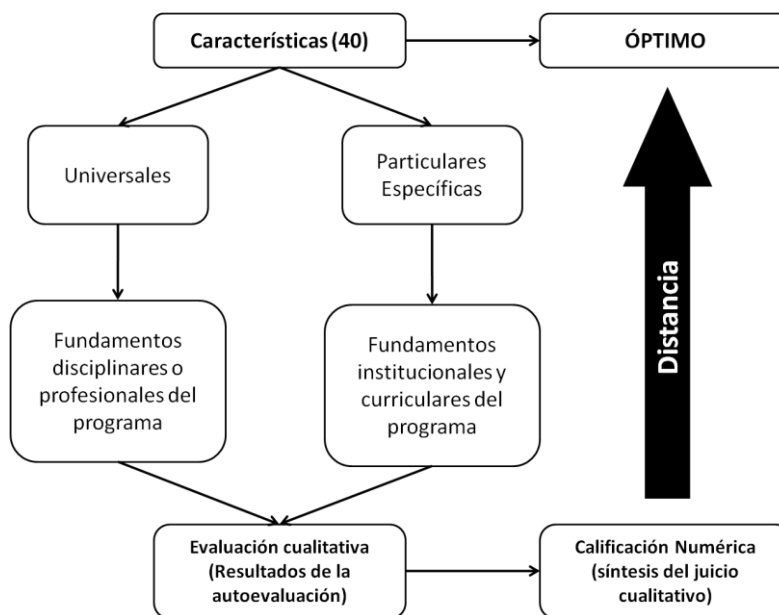 Características (40)
ÓPTIMO
Universales
Particulares
Específicas
Fundamentos
disciplinares o
profesionales del
programa
Fundamentos
institucionales y
curriculares del
programa
Distancia
Evaluación cualitativa
(Resultados de la
autoevaluación)
Calificación Numérica
(síntesis del juicio
cualitativo)